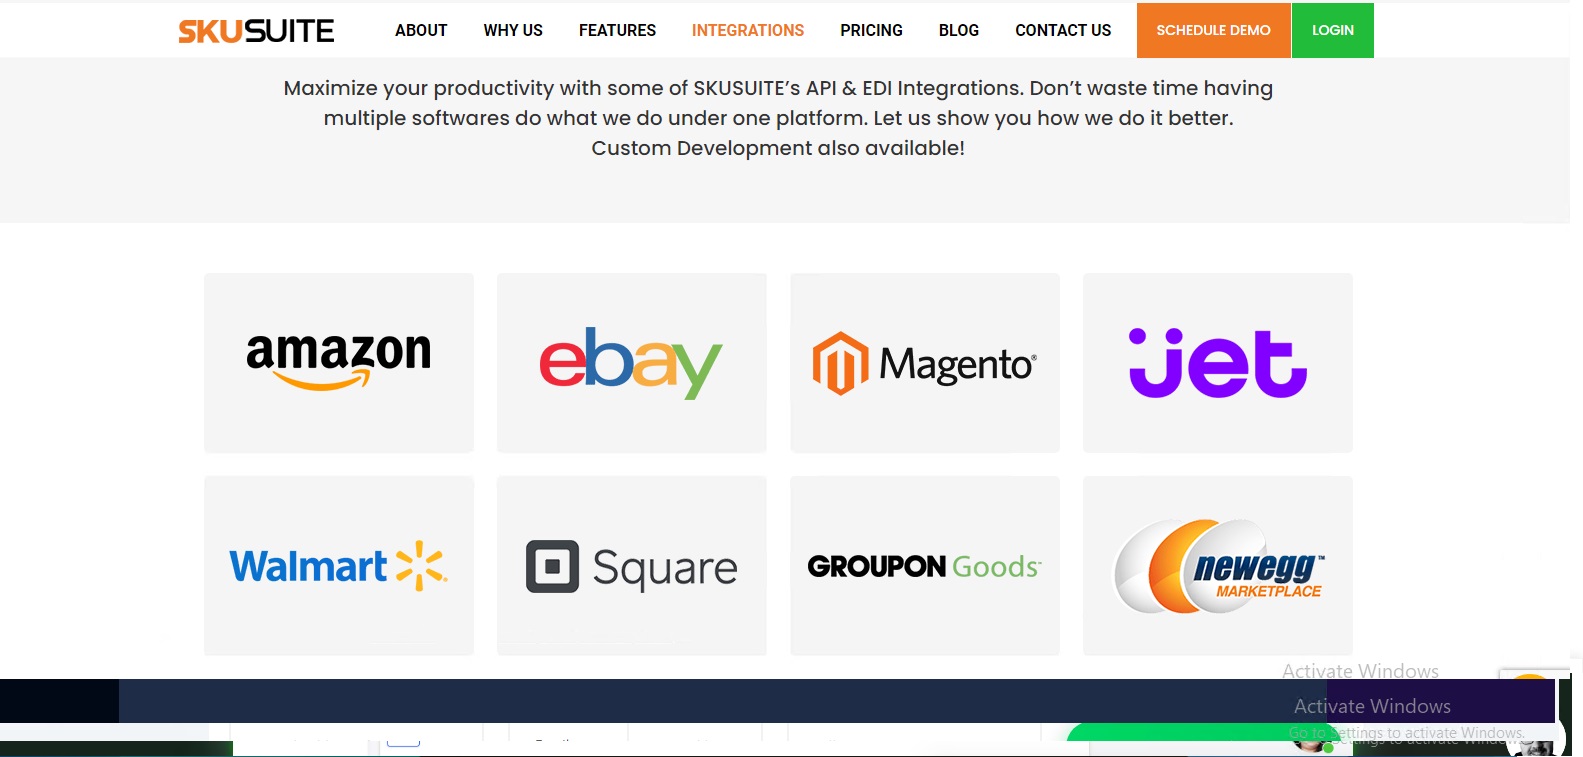 SKUSUITE
ABOUT
WHY US
FEATURES
INTEGRATIONS
PRICING
BLOG
CONTACT US
SCHEDULE DEMO
LOGIN
Maximize your productivity with some of SKUSUITE’s API & EDI Integrations. Don’t waste time having
multiple softwares do what we do under one platform. Let us show you how we do it better.
Custom Development also available!
amazon
ebay
Magento®
jet
Walmart
Square
GROUPON Goods
newegg™
MARKETPLACE
Activate Windows
Activate Windows
Go to Settings to activate Windows.